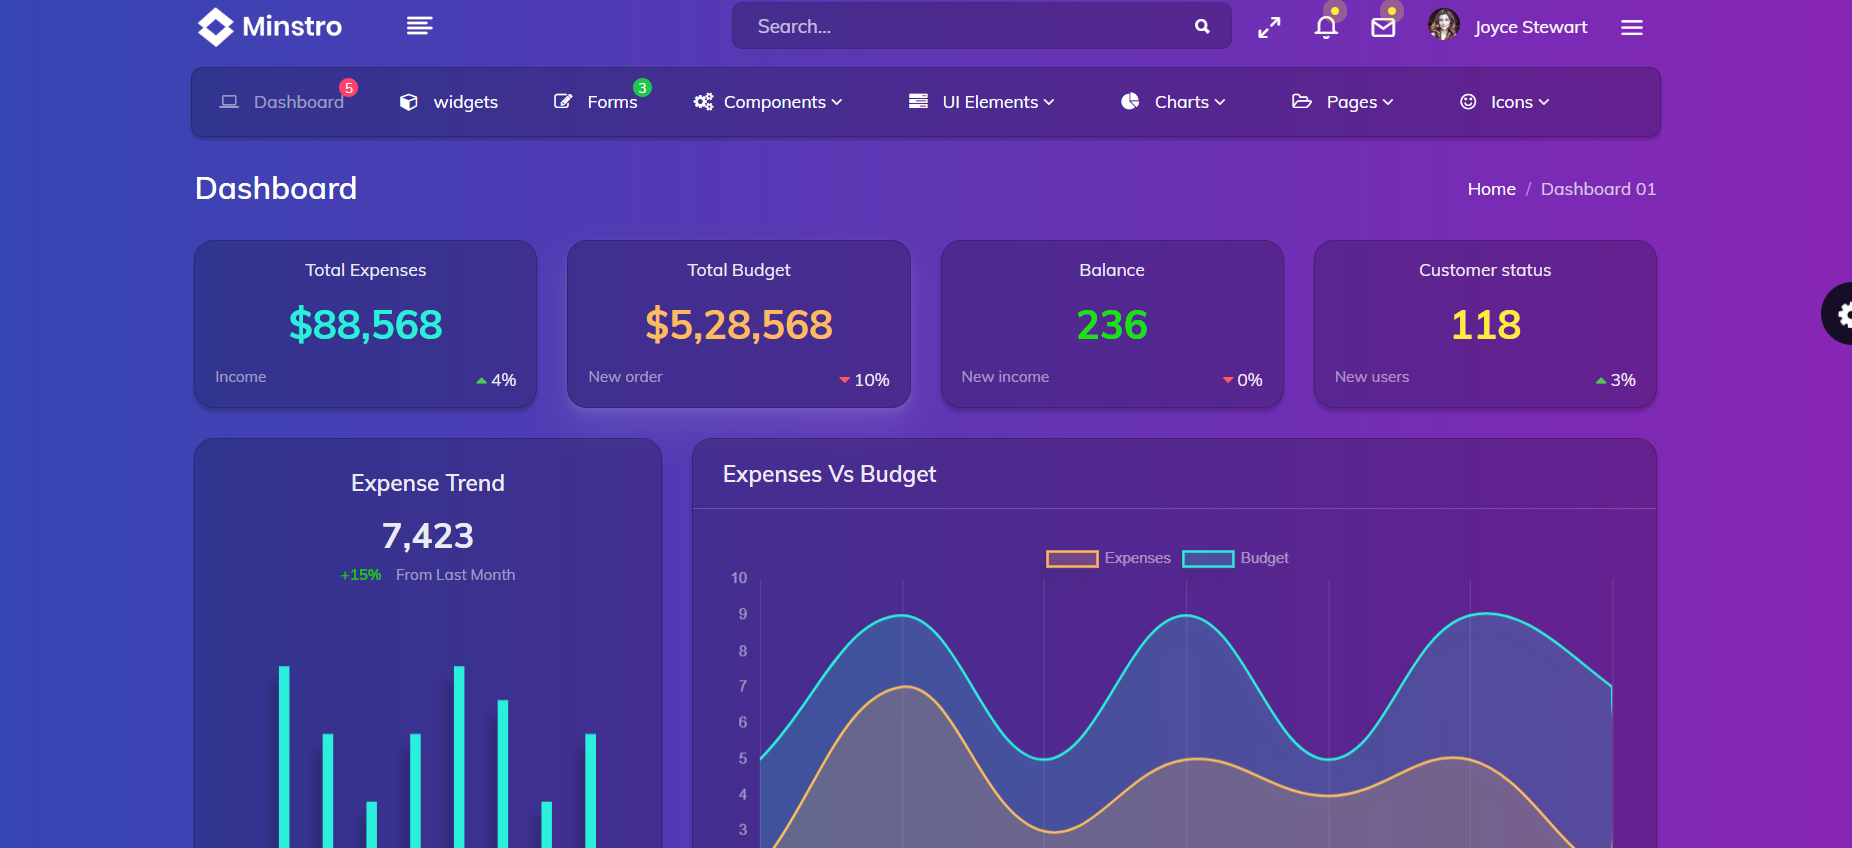 Minstro
Search...
Joyce Stewart
Dashboard 5
widgets
Forms 3
Components
UI Elements
Charts
Pages
Icons
Dashboard
Home / Dashboard 01
Total Expenses
$88,568
Income
4%
Total Budget
$5,28,568
New order
10%
Balance
236
New income
0%
Customer status
118
New users
3%
Expense Trend
7,423
+15% From Last Month
Expenses Vs Budget
Expenses
Budget
10
9
8
7
6
5
4
3